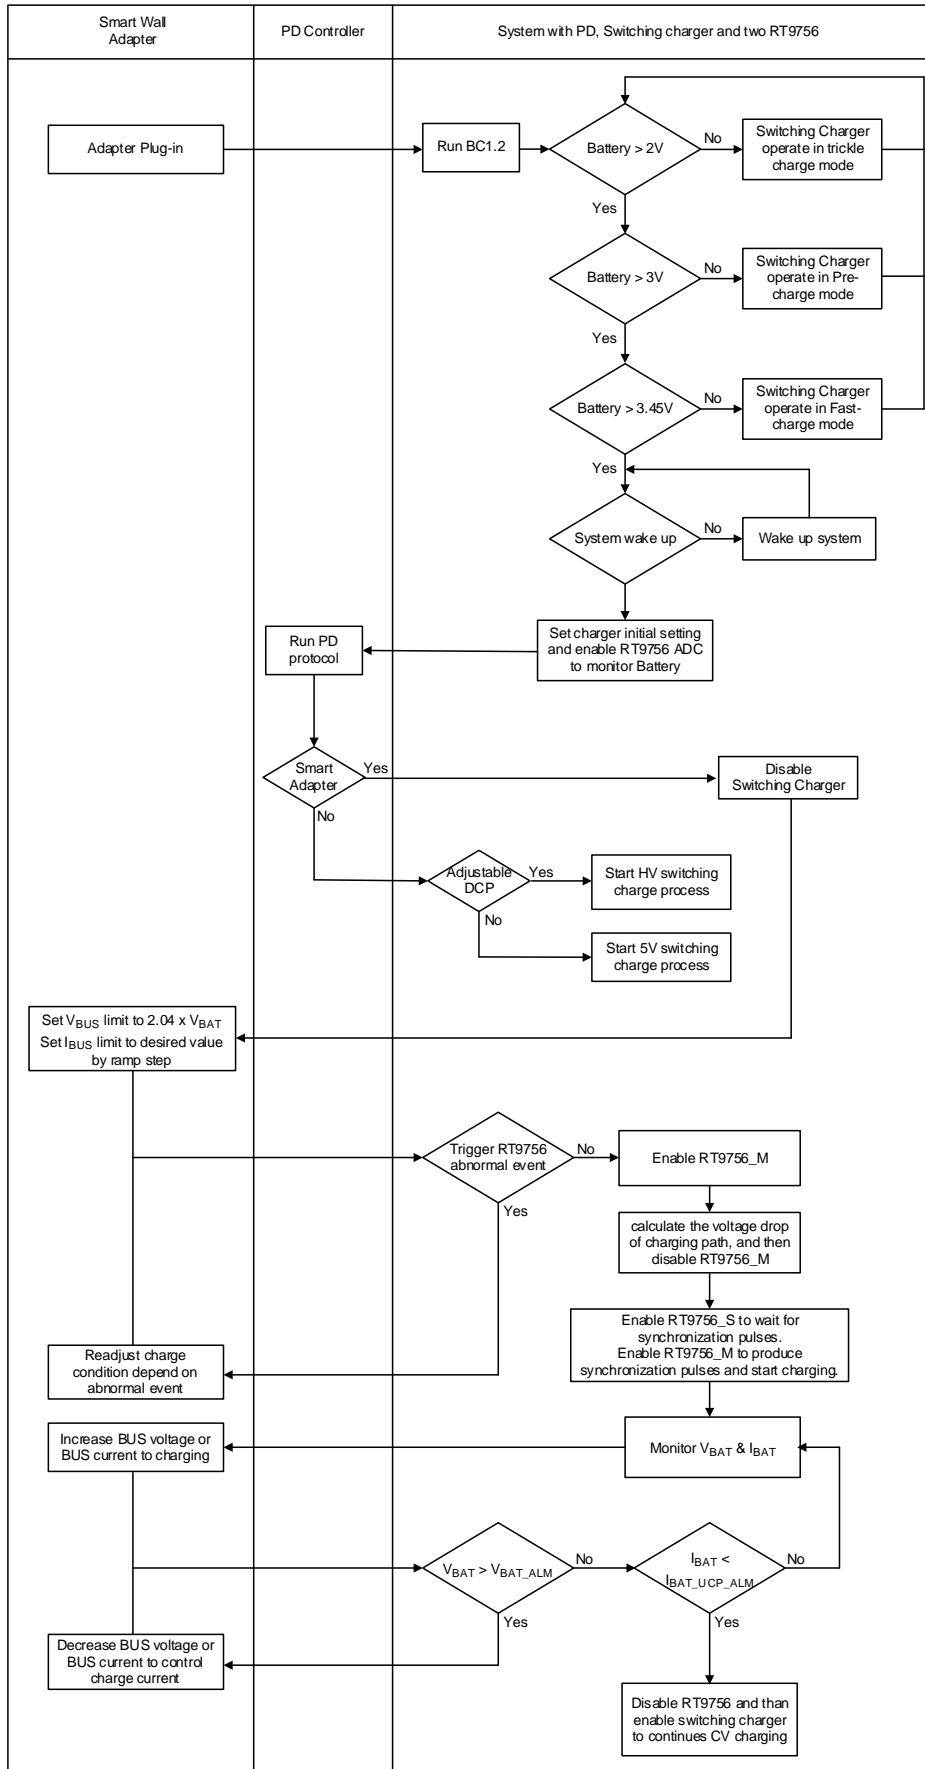 Smart Wall
Adapter
PD Controller
System with PD, Switching charger and two RT9756
Adapter Plug-in
Run BC1.2
Battery > 2V
No
Switching Charger
operate in trickle
charge mode
Yes
Battery > 3V
No
Switching Charger
operate in Pre-
charge mode
Yes
Battery > 3.45V
No
Switching Charger
operate in Fast-
charge mode
Yes
System wake up
No
Wake up system
Set charger initial setting
and enable RT9756 ADC
to monitor Battery
Run PD
protocol
Smart
Adapter
Yes
Disable
Switching Charger
No
Adjustable
DCP
Yes
Start HV switching
charge process
No
Start 5V switching
charge process
Set VBUS limit to 2.04 x VBAT
Set IBUS limit to desired value
by ramp step
Trigger RT9756
abnormal event
No
Enable RT9756_M
Yes
calculate the voltage drop
of charging path, and then
disable RT9756_M
Enable RT9756_S to wait for
synchronization pulses.
Enable RT9756_M to produce
synchronization pulses and start charging.
Readjust charge
condition depend on
abnormal event
Increase BUS voltage or
BUS current to charging
Monitor VBAT & IBAT
VBAT > VBAT_ALM
No
IBAT <
IBAT_UCP_ALM
No
Yes
Yes
Decrease BUS voltage or
BUS current to control
charge current
Disable RT9756 and than
enable switching charger
to continues CV charging